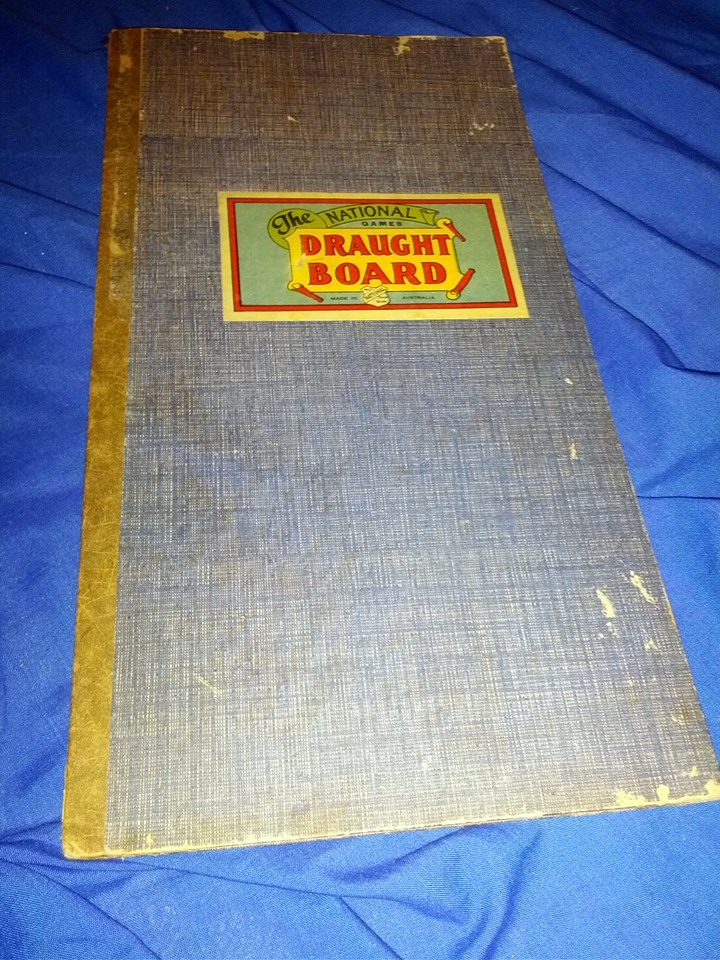 The NATIONAL
GAMES
DRAUGHT
BOARD
MADE IN AUSTRALIA